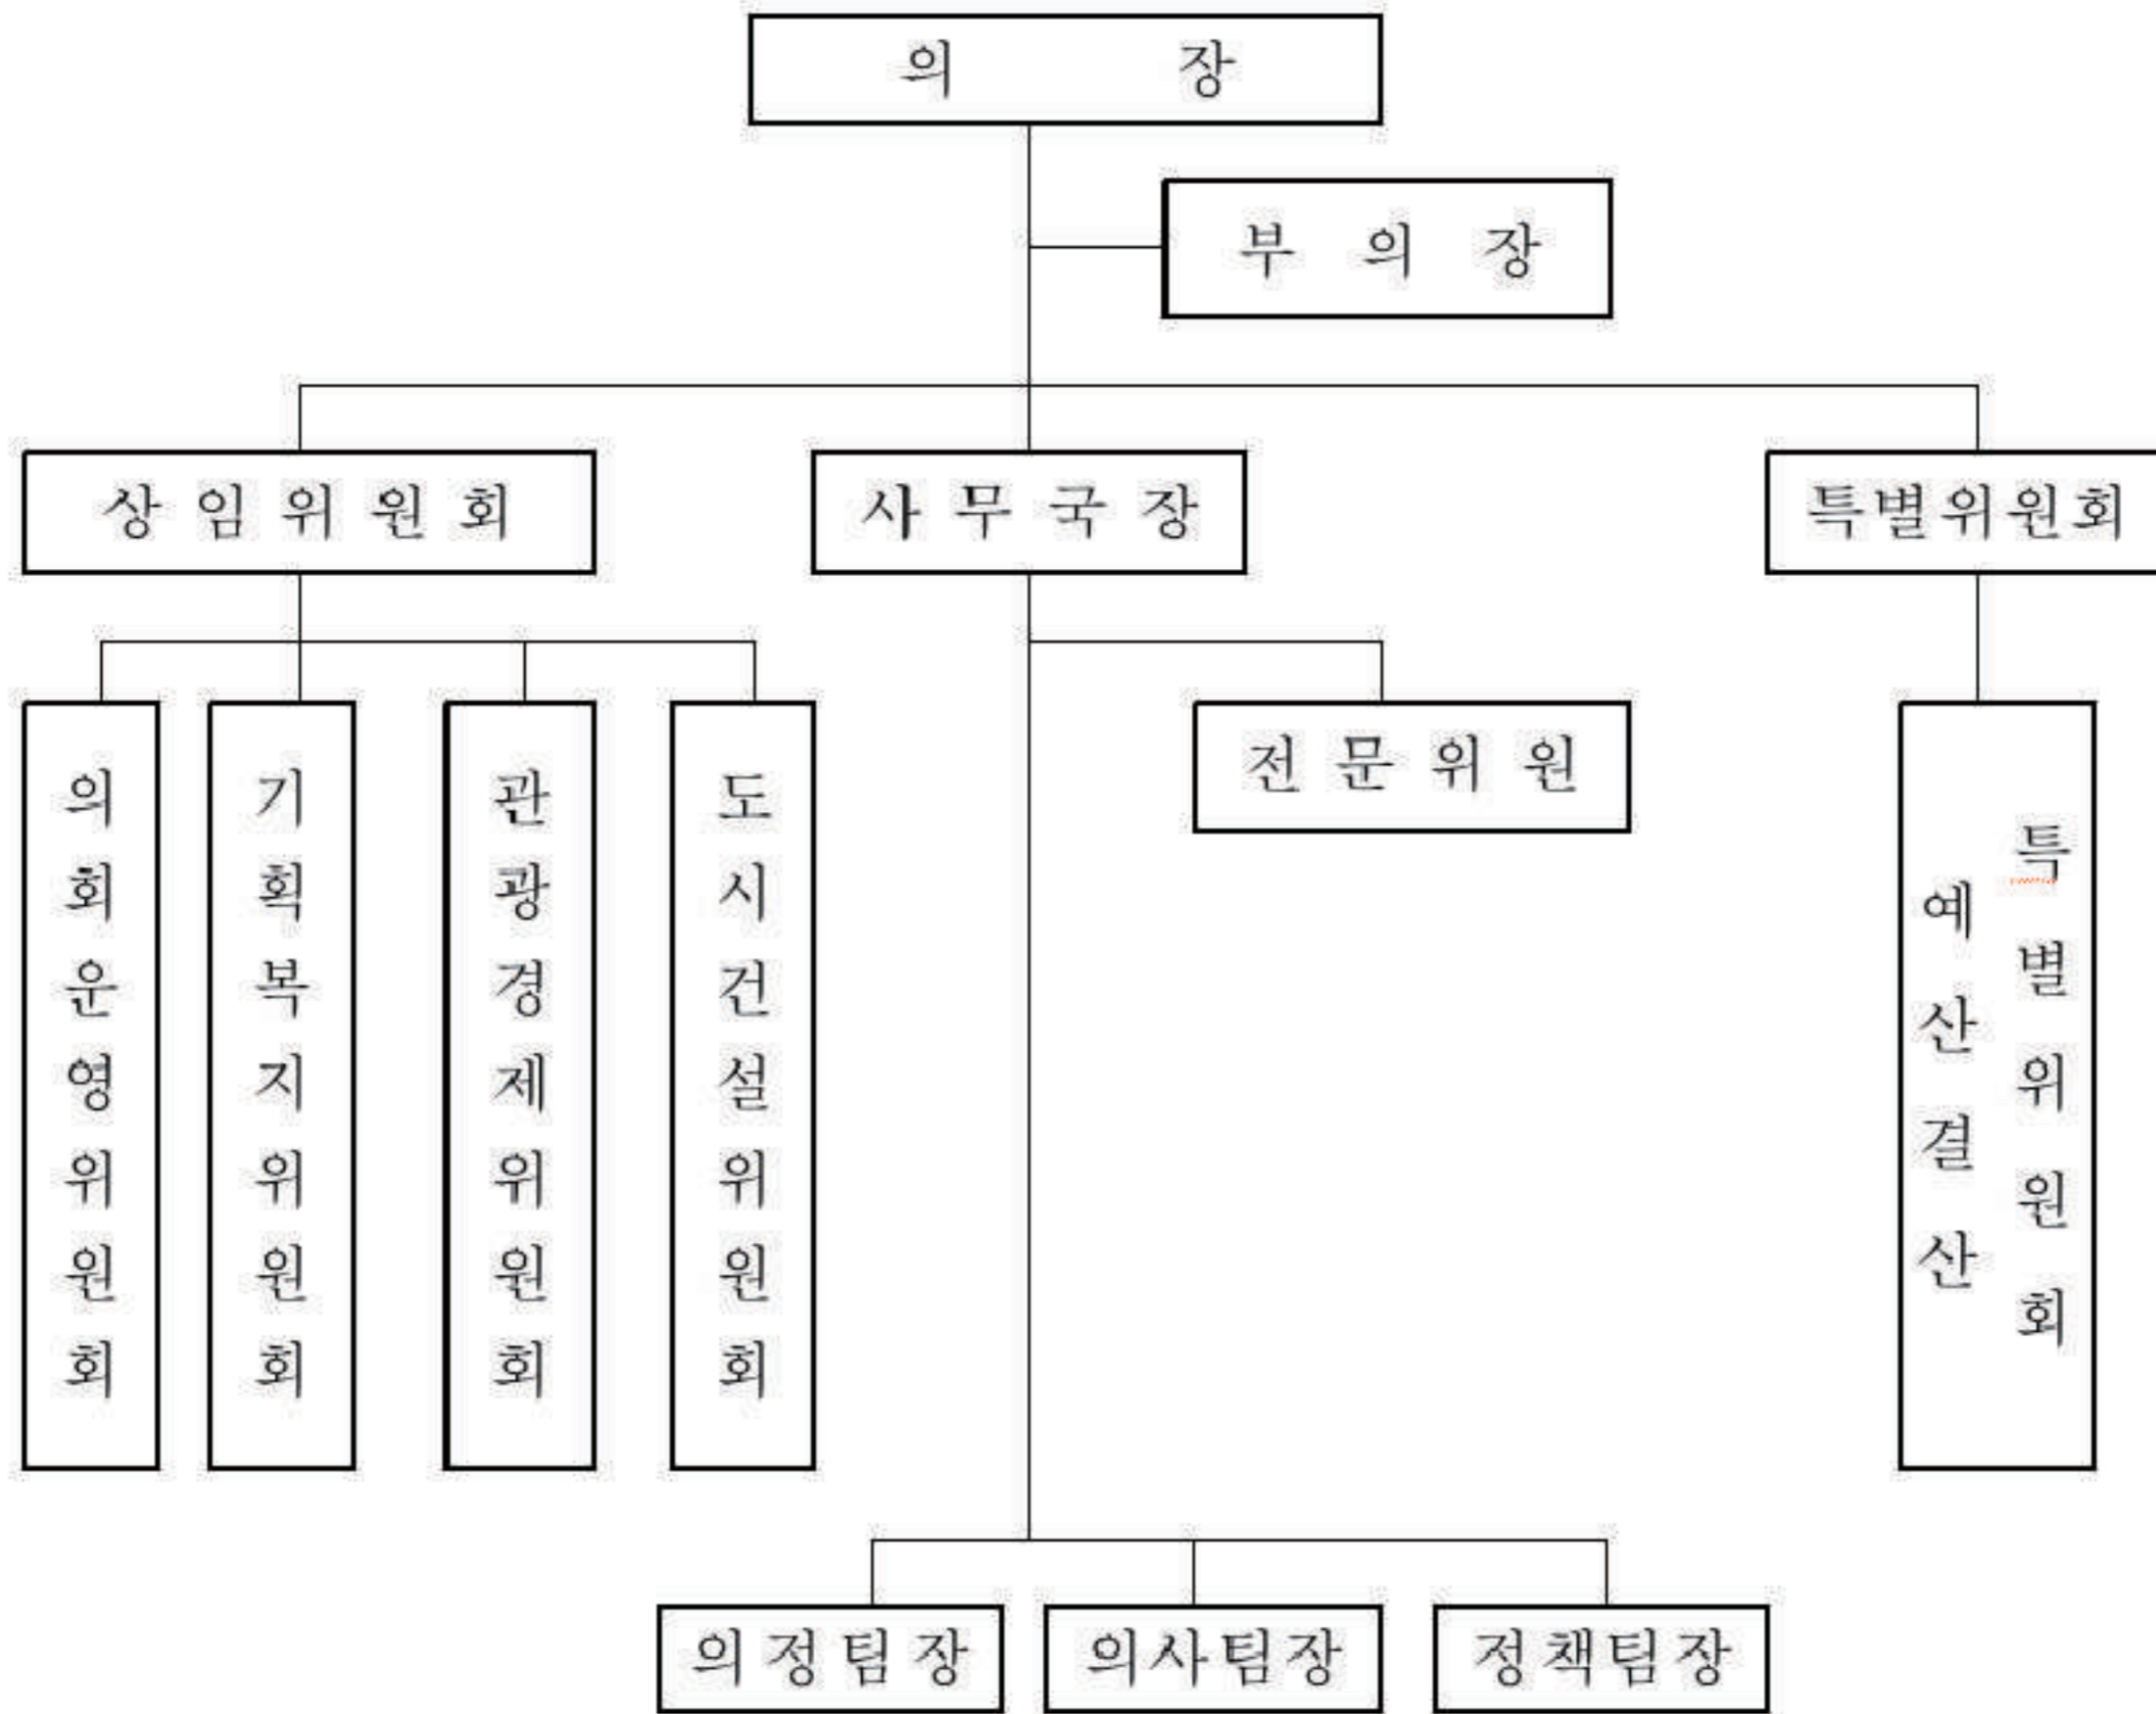 의 장
부 의 장
상 임 위 원 회
사 무 국 장
특별위원회
의회운영위원회
기획복지위원회
관광경제위원회
도시건설위원회
전 문 위 원
예산결산
특별위원회
의정팀장
의사팀장
정책팀장